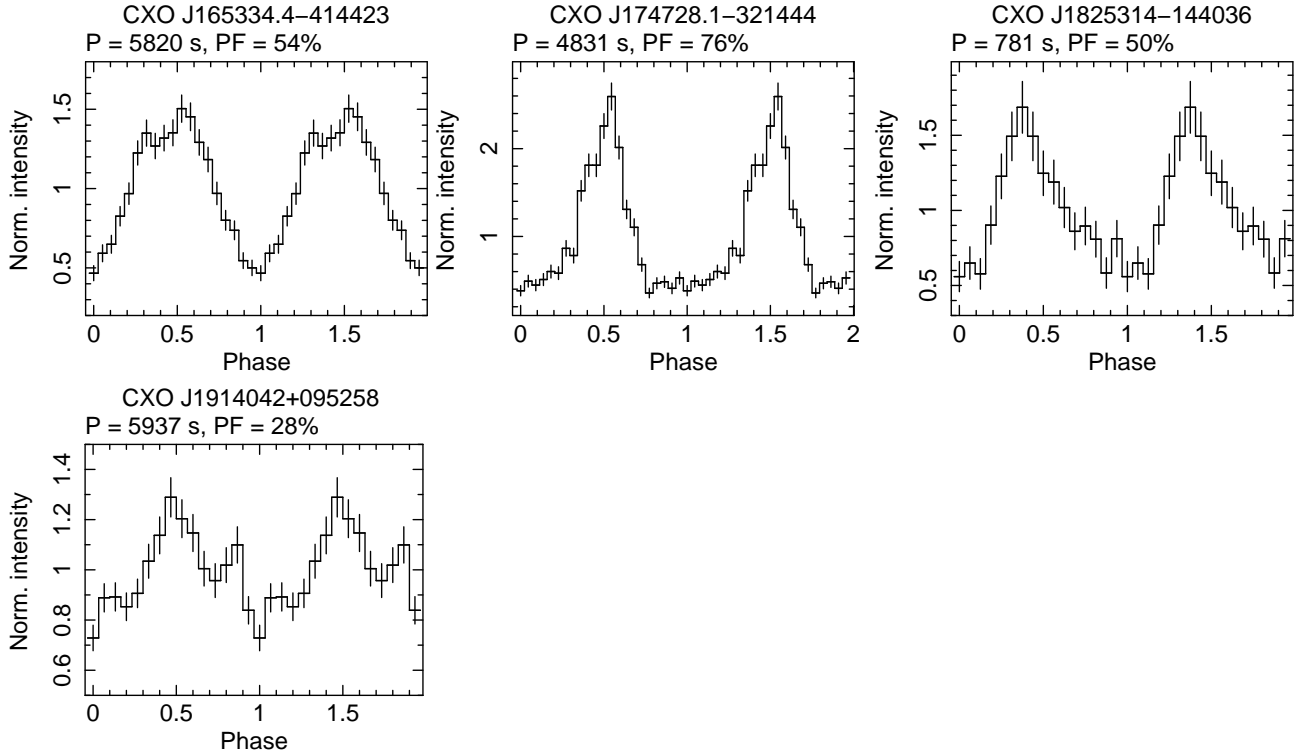 CXO J165334.4−414423
P = 5820 s, PF = 54%
Norm. intensity
0.5
1
1.5
0
0.5
1
1.5
Phase
CXO J174728.1−321444
P = 4831 s, PF = 76%
Norm. intensity
1
2
0
0.5
1
1.5
2
Phase
CXO J1825314−144036
P = 781 s, PF = 50%
Norm. intensity
0.5
1
1.5
0
0.5
1
1.5
Phase
CXO J1914042+095258
P = 5937 s, PF = 28%
Norm. intensity
0.6
0.8
1
1.2
1.4
0
0.5
1
1.5
Phase